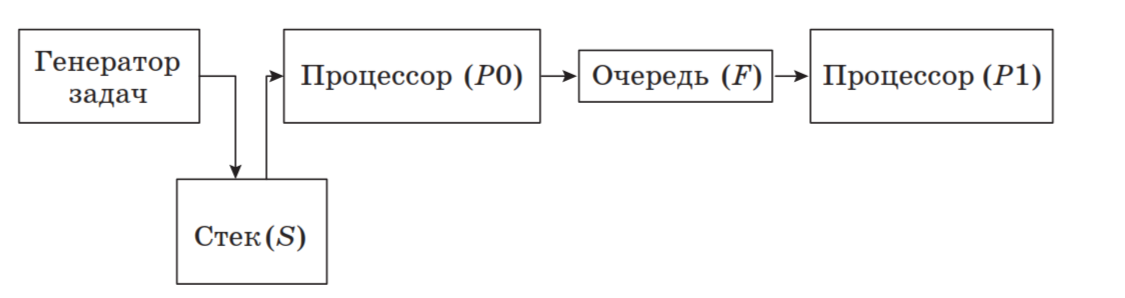 Генератор
задач
Процессор (P0)
Очередь (F)
Процессор (P1)
Стек (S)